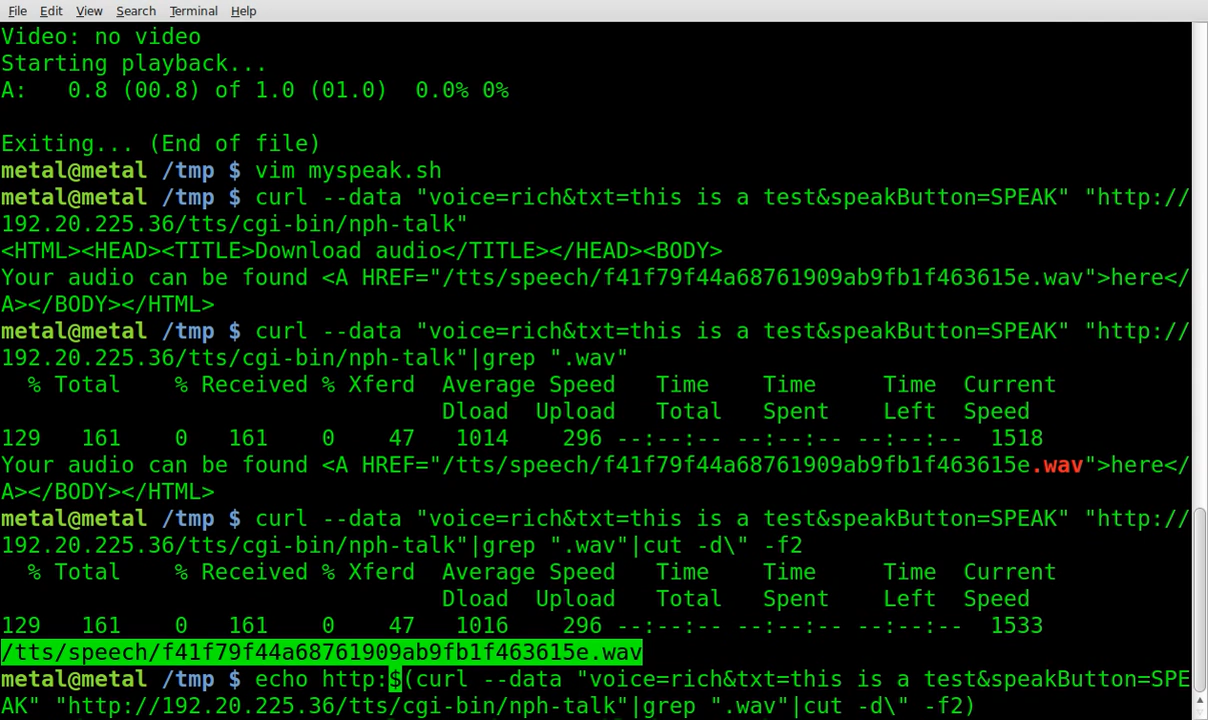 File Edit View Search Terminal Help
Video: no video
Starting playback...
A:   0.8 (00.8) of 1.0 (01.0)  0.0% 0%
Exiting... (End of file)
metal@metal /tmp $ vim myspeak.sh
metal@metal /tmp $ curl --data "voice=rich&txt=this is a test&speakButton=SPEAK" "http://
192.20.225.36/tts/cgi-bin/nph-talk"
<HTML><HEAD><TITLE>Download audio</TITLE></HEAD><BODY>
Your audio can be found <A HREF="/tts/speech/f41f79f44a68761909ab9fb1f463615e.wav">here</
A></BODY></HTML>
metal@metal /tmp $ curl --data "voice=rich&txt=this is a test&speakButton=SPEAK" "http://
192.20.225.36/tts/cgi-bin/nph-talk"|grep ".wav"
  % Total    % Received % Xferd  Average Speed   Time    Time     Time  Current
                                 Dload  Upload   Total   Spent    Left  Speed
129   161    0   161    0    47   1014    296 --:--:-- --:--:-- --:--:--  1518
Your audio can be found <A HREF="/tts/speech/f41f79f44a68761909ab9fb1f463615e.wav">here</
A></BODY></HTML>
metal@metal /tmp $ curl --data "voice=rich&txt=this is a test&speakButton=SPEAK" "http://
192.20.225.36/tts/cgi-bin/nph-talk"|grep ".wav"|cut -d\" -f2
  % Total    % Received % Xferd  Average Speed   Time    Time     Time  Current
                                 Dload  Upload   Total   Spent    Left  Speed
129   161    0   161    0    47   1016    296 --:--:-- --:--:-- --:--:--  1533
/tts/speech/f41f79f44a68761909ab9fb1f463615e.wav
metal@metal /tmp $ echo http:$(curl --data "voice=rich&txt=this is a test&speakButton=SPE
AK" "http://192.20.225.36/tts/cgi-bin/nph-talk"|grep ".wav"|cut -d\" -f2)